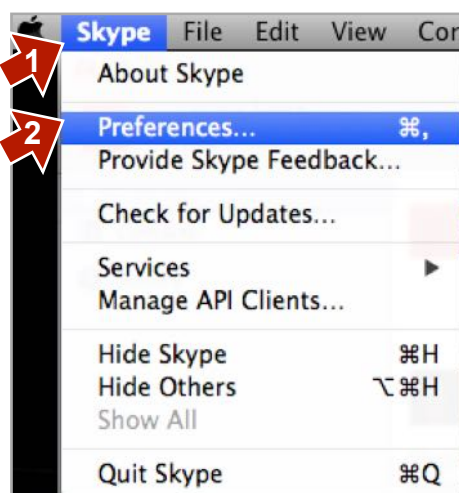 Skype File Edit View Con
1
About Skype
2
Preferences... ⌘,
Provide Skype Feedback...
Check for Updates...
Services ▶
Manage API Clients...
Hide Skype ⌘H
Hide Others ⌥⌘H
Show All
Quit Skype ⌘Q